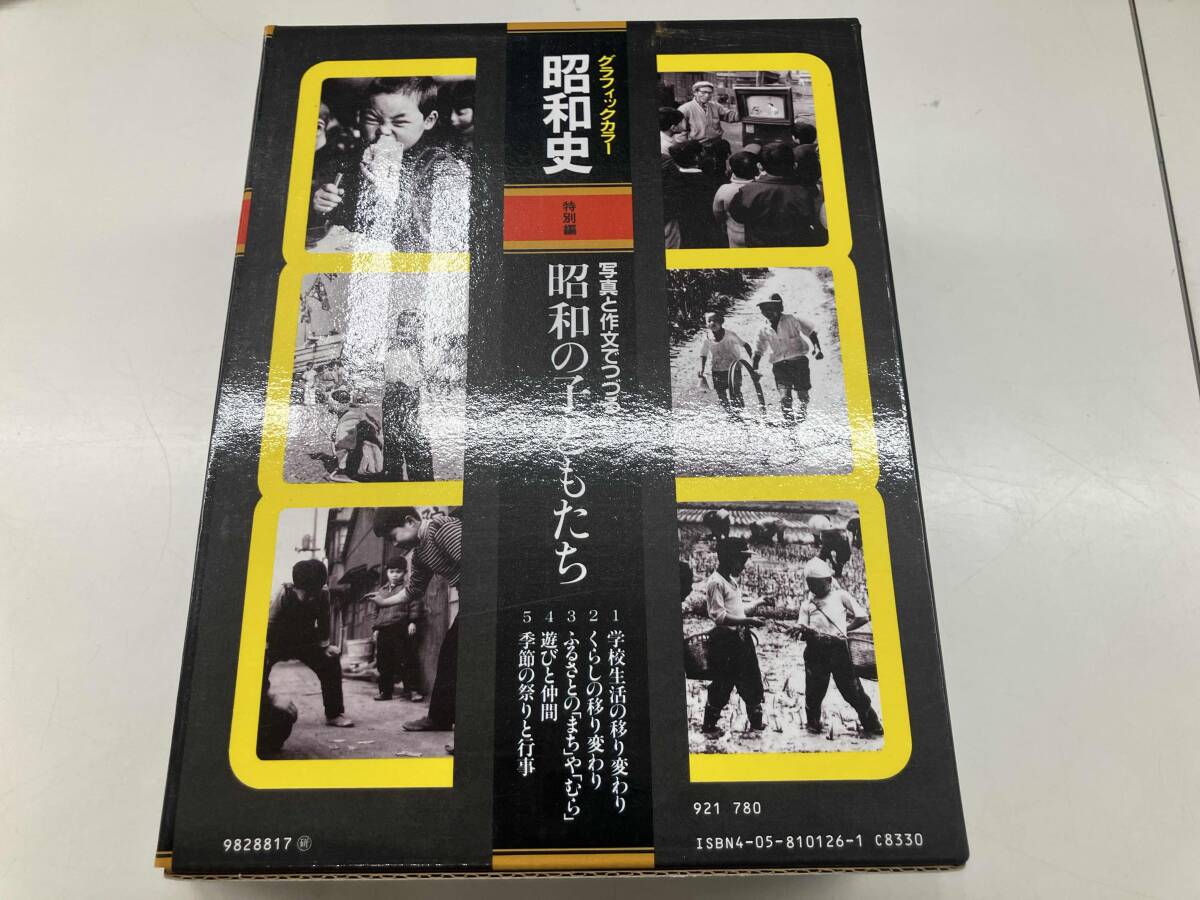 グラフィックカラー
昭和史
特別編
写真と作文でつづる
昭和の子どもたち
1 学校生活の移り変わり
2 くらしの移り変わり
3 ふるさとの「まち」や「むら」
4 遊びと仲間
5 季節の祭りと行事
921 780
9828817 ㊥
ISBN4-05-810126-1 C8330